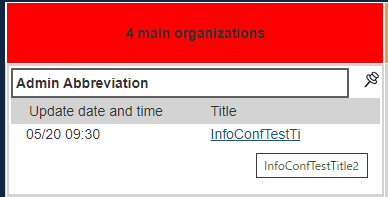 4 main organizations
Admin Abbreviation
Update date and time Title
05/20 09:30 InfoConfTestTi
InfoConfTestTitle2